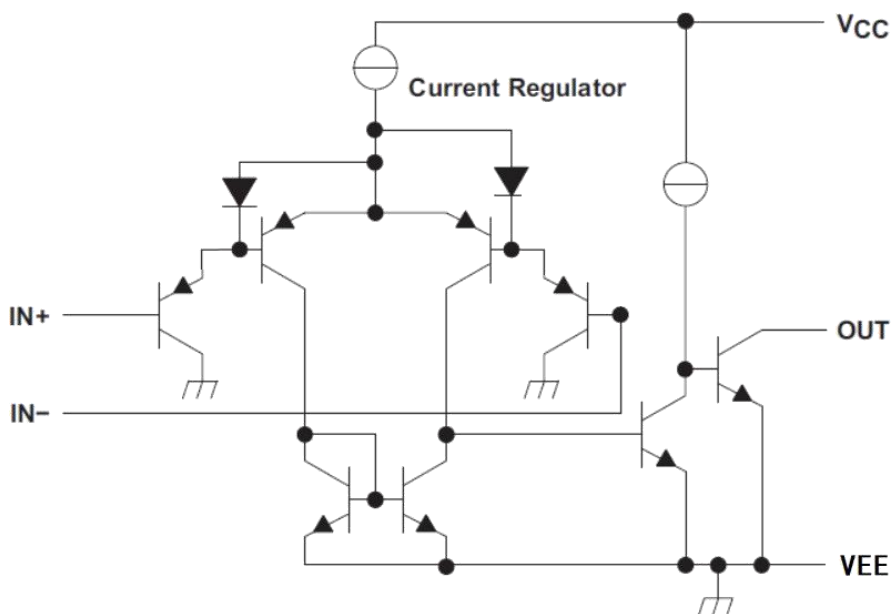 VCC
Current Regulator
IN+
OUT
IN−
VEE